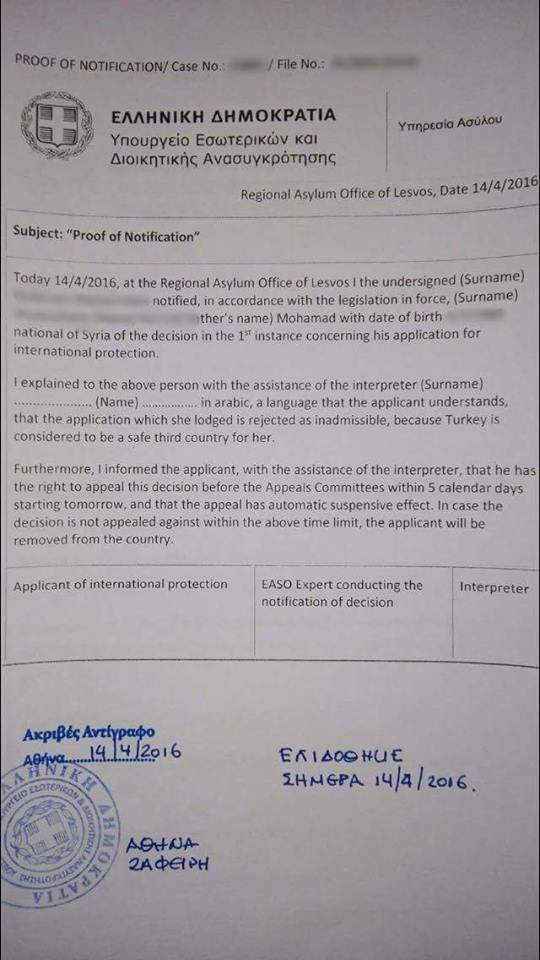 PROOF OF NOTIFICATION/ Case No.: / File No.:
ΕΛΛΗΝΙΚΗ ΔΗΜΟΚΡΑΤΙΑ
Υπουργείο Εσωτερικών και
Διοικητικής Ανασυγκρότησης
Υπηρεσία Ασύλου
Regional Asylum Office of Lesvos, Date 14/4/2016
Subject: “Proof of Notification”
Today 14/4/2016, at the Regional Asylum Office of Lesvos I the undersigned (Surname)
notified, in accordance with the legislation in force, (Surname)
ther's name) Mohamad with date of birth
national of Syria of the decision in the 1st instance concerning his application for
international protection.
I explained to the above person with the assistance of the interpreter (Surname)
..................... (Name) ............... in arabic, a language that the applicant understands,
that the application which she lodged is rejected as inadmissible, because Turkey is
considered to be a safe third country for her.
Furthermore, I informed the applicant, with the assistance of the interpreter, that he has
the right to appeal this decision before the Appeals Committees within 5 calendar days
starting tomorrow, and that the appeal has automatic suspensive effect. In case the
decision is not appealed against within the above time limit, the applicant will be
removed from the country.
Applicant of international protection
EASO Expert conducting the
notification of decision
Interpreter
Ακριβές Αντίγραφο
Αθήνα......14/4/2016
ΕΠΙΔΟΘΗΚΕ
ΣΗΜΕΡΑ 14/4/2016.
ΕΛΛΗΝΙΚΗ ΔΗΜΟΚΡΑΤΙΑ
ΑΘΗΝΑ
ΖΑΦΕΙΡΗ